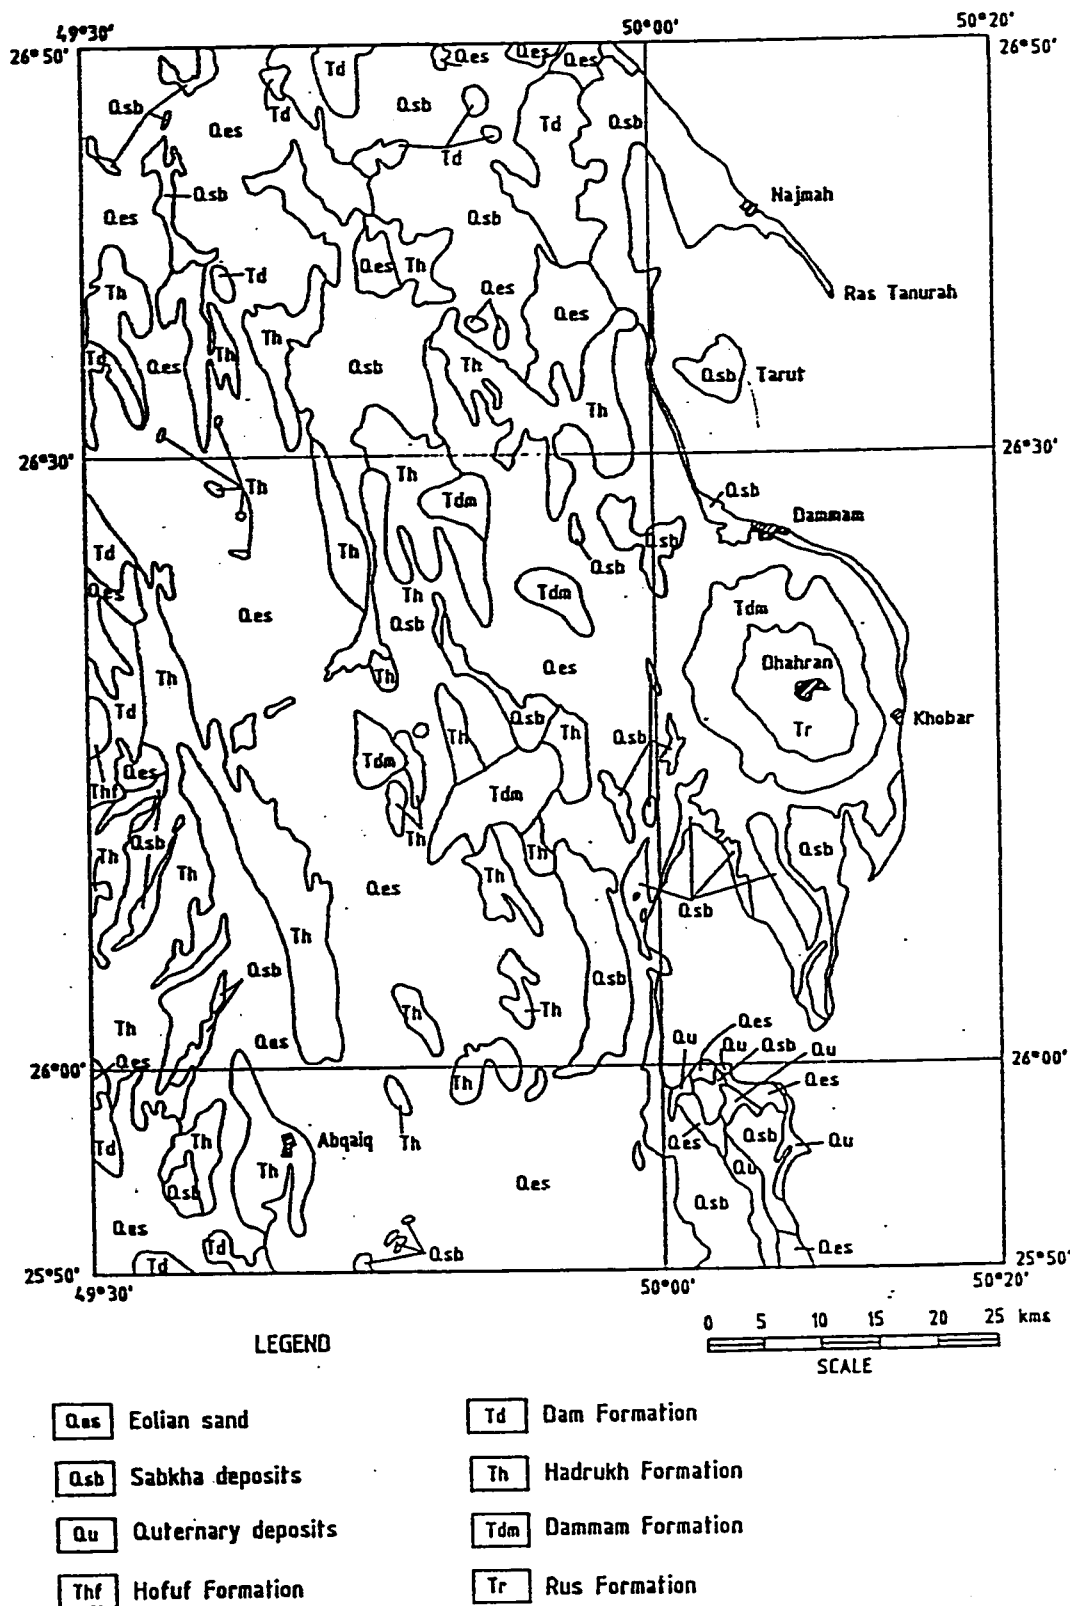 49°30' 50°00' 50°20'
26°50' 26°50'
Qes Qes Qes
Td
Qsb Qsb
Td Td Qsb
Qes
Td
Qsb Najmah
Qes Qsb
Qes Th
Td
Th Qes Ras Tanurah
Qes
Th
Td Qes Th Qsb Th Qsb Tarut
Th
26°30' 26°30'
Th Th
Tdm Qsb
Dammam
Td Th Qsb
Qsb
Qes Th Tdm Tdm
Qes Qsb
Th Qes Dhahran
Th
Td Qsb Khobar
Th Th Qsb Tr
Qes Tdm
Thf Tdm
Qsb Th Qsb
Th Th Th Th
Qes
Qsb
Th
Qsb Qsb
Th Th
Th Qes
Qes Qu Qu Qsb Qu
26°00' Qes 26°00'
Th Qes
Td Th Abqaiq Th Qes Qsb Qu
Th Qu
Qsb Qes Qsb
Qes Td
Td Qsb Qes
25°50' 25°50'
49°30' 50°00' 50°20'
0 5 10 15 20 25 kms
SCALE
LEGEND
Qes Eolian sand
Qsb Sabkha deposits
Qu Quternary deposits
Thf Hofuf Formation
Td Dam Formation
Th Hadrukh Formation
Tdm Dammam Formation
Tr Rus Formation